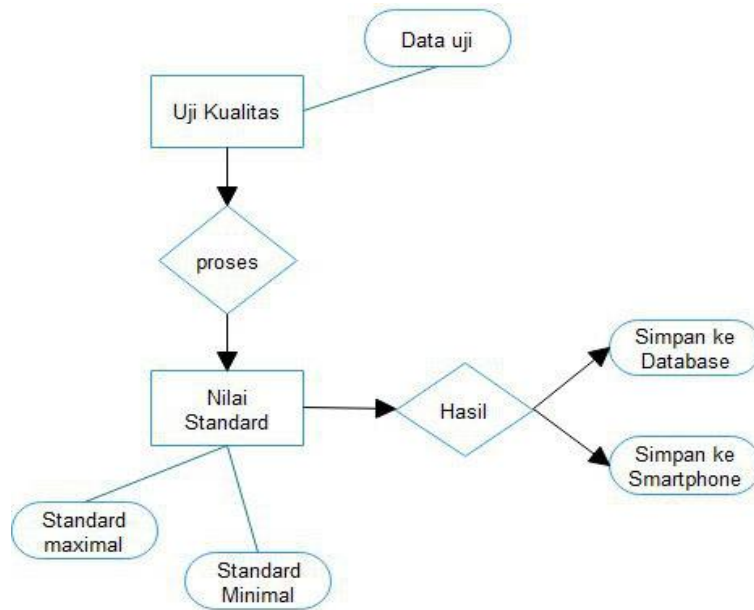 Data uji
Uji Kualitas
proses
Nilai
Standard
Hasil
Simpan ke
Database
Simpan ke
Smartphone
Standard
maximal
Standard
Minimal